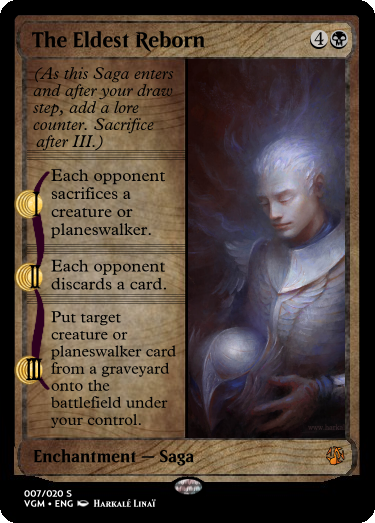 The Eldest Reborn 4
(As this Saga enters
and after your draw
step, add a lore
counter. Sacrifice
after III.)
I
Each opponent
sacrifices a
creature or
planeswalker.
II
Each opponent
discards a card.
III
Put target
creature or
planeswalker card
from a graveyard
onto the
battlefield under
your control.
Enchantment — Saga
007/020 S
VGM • ENG Harkalé Linaï